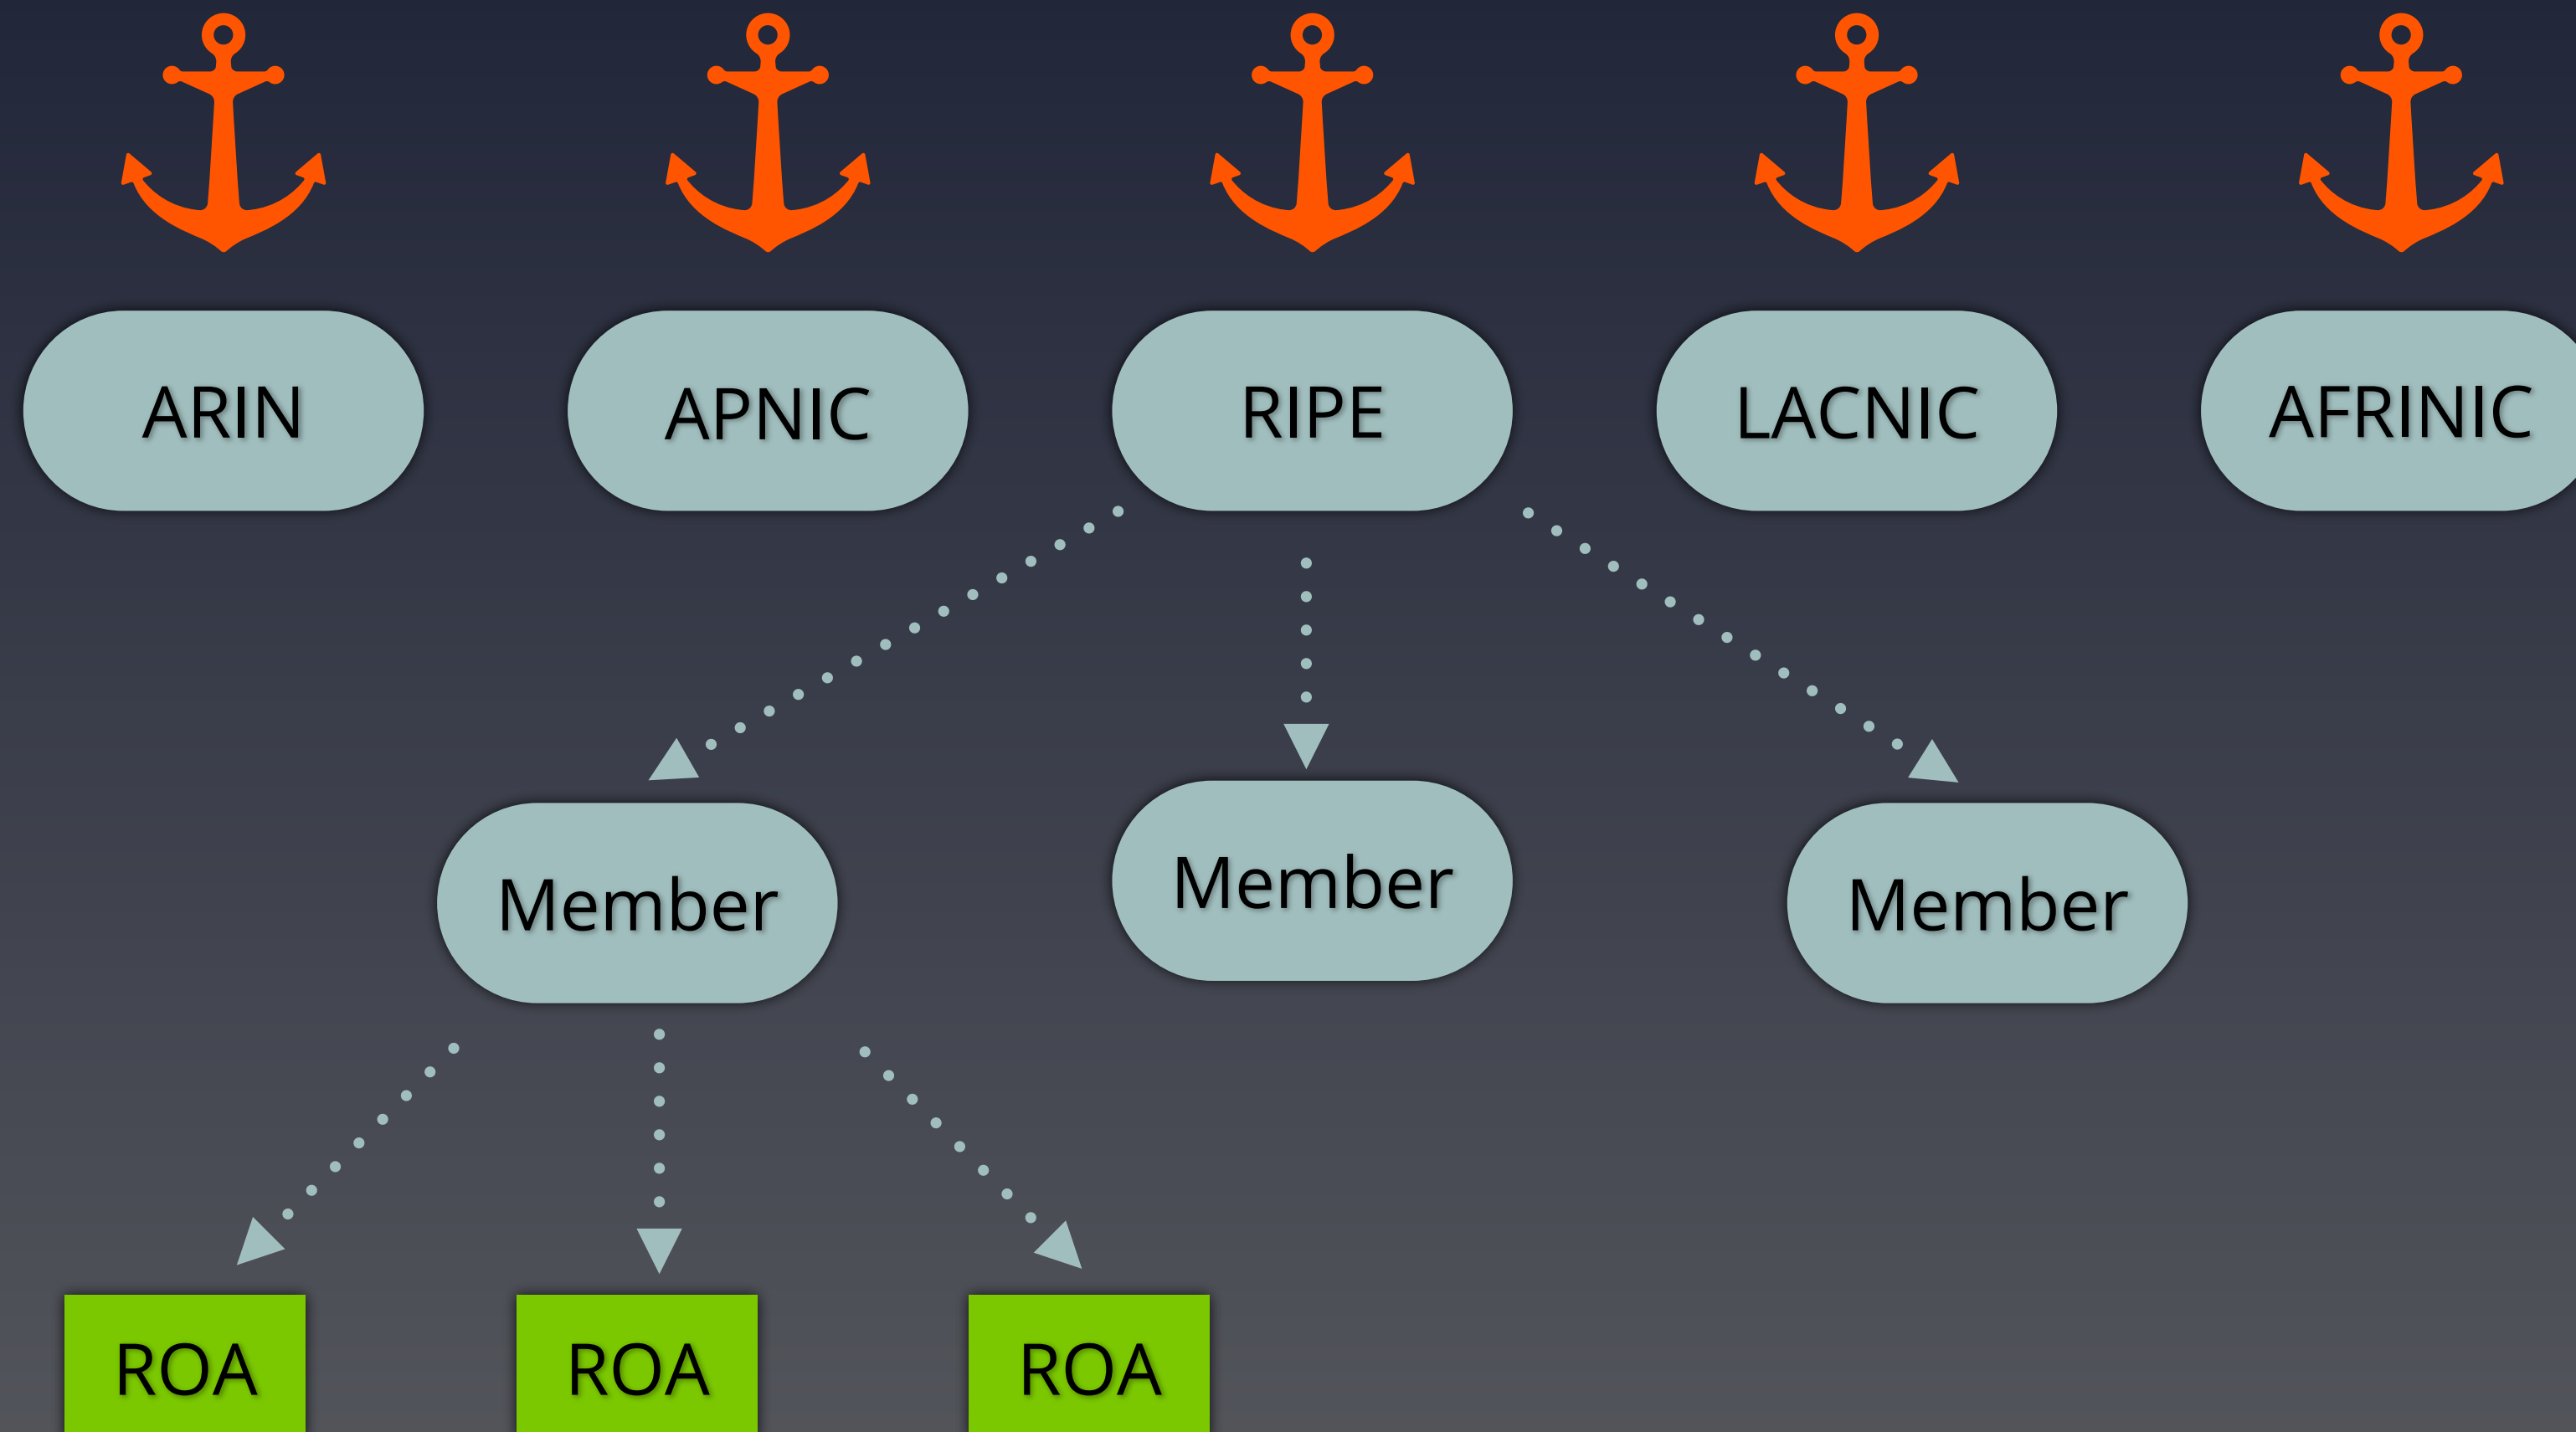 ARIN
APNIC
RIPE
LACNIC
AFRINIC
Member
Member
Member
ROA
ROA
ROA